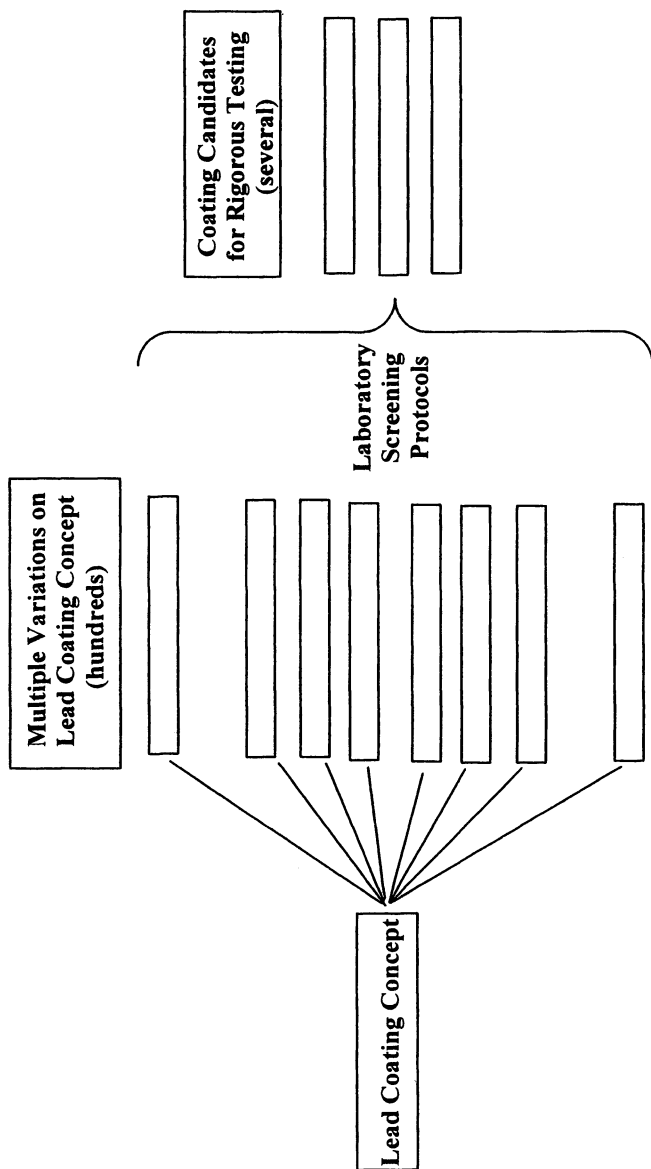 Lead Coating Concept
Multiple Variations on
Lead Coating Concept
(hundreds)
Laboratory
Screening
Protocols
Coating Candidates
for Rigorous Testing
(several)